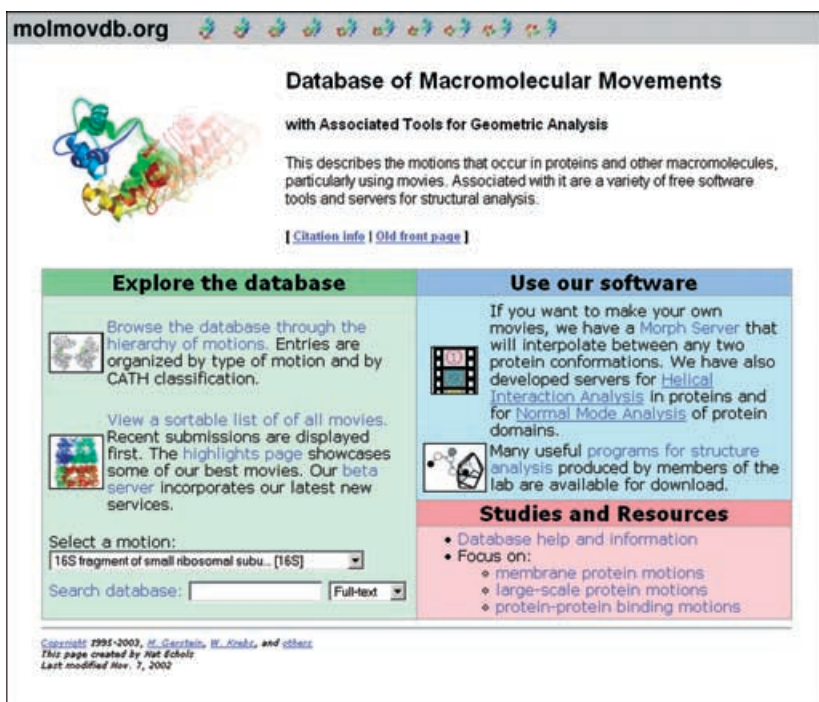 molmovdb.org
Database of Macromolecular Movements
with Associated Tools for Geometric Analysis
This describes the motions that occur in proteins and other macromolecules,
particularly using movies. Associated with it are a variety of free software
tools and servers for structural analysis.
[ Citation info | Old front page ]
Explore the database
Browse the database through the
hierarchy of motions. Entries are
organized by type of motion and by
CATH classification.
View a sortable list of of all movies.
Recent submissions are displayed
first. The highlights page showcases
some of our best movies. Our beta
server incorporates our latest new
services.
Select a motion:
16S fragment of small ribosomal subu... [16S]
Search database:
Full-text
Use our software
If you want to make your own
movies, we have a Morph Server that
will interpolate between any two
protein conformations. We have also
developed servers for Helical
Interaction Analysis in proteins and
for Normal Mode Analysis of protein
domains.
Many useful programs for structure
analysis produced by members of the
lab are available for download.
Studies and Resources
• Database help and information
• Focus on:
membrane protein motions
large-scale protein motions
protein-protein binding motions
Copyright 1995-2003, M. Gerstein, W. Krebs, and others
This page created by Nat Echols
Last modified Nov. 7, 2002